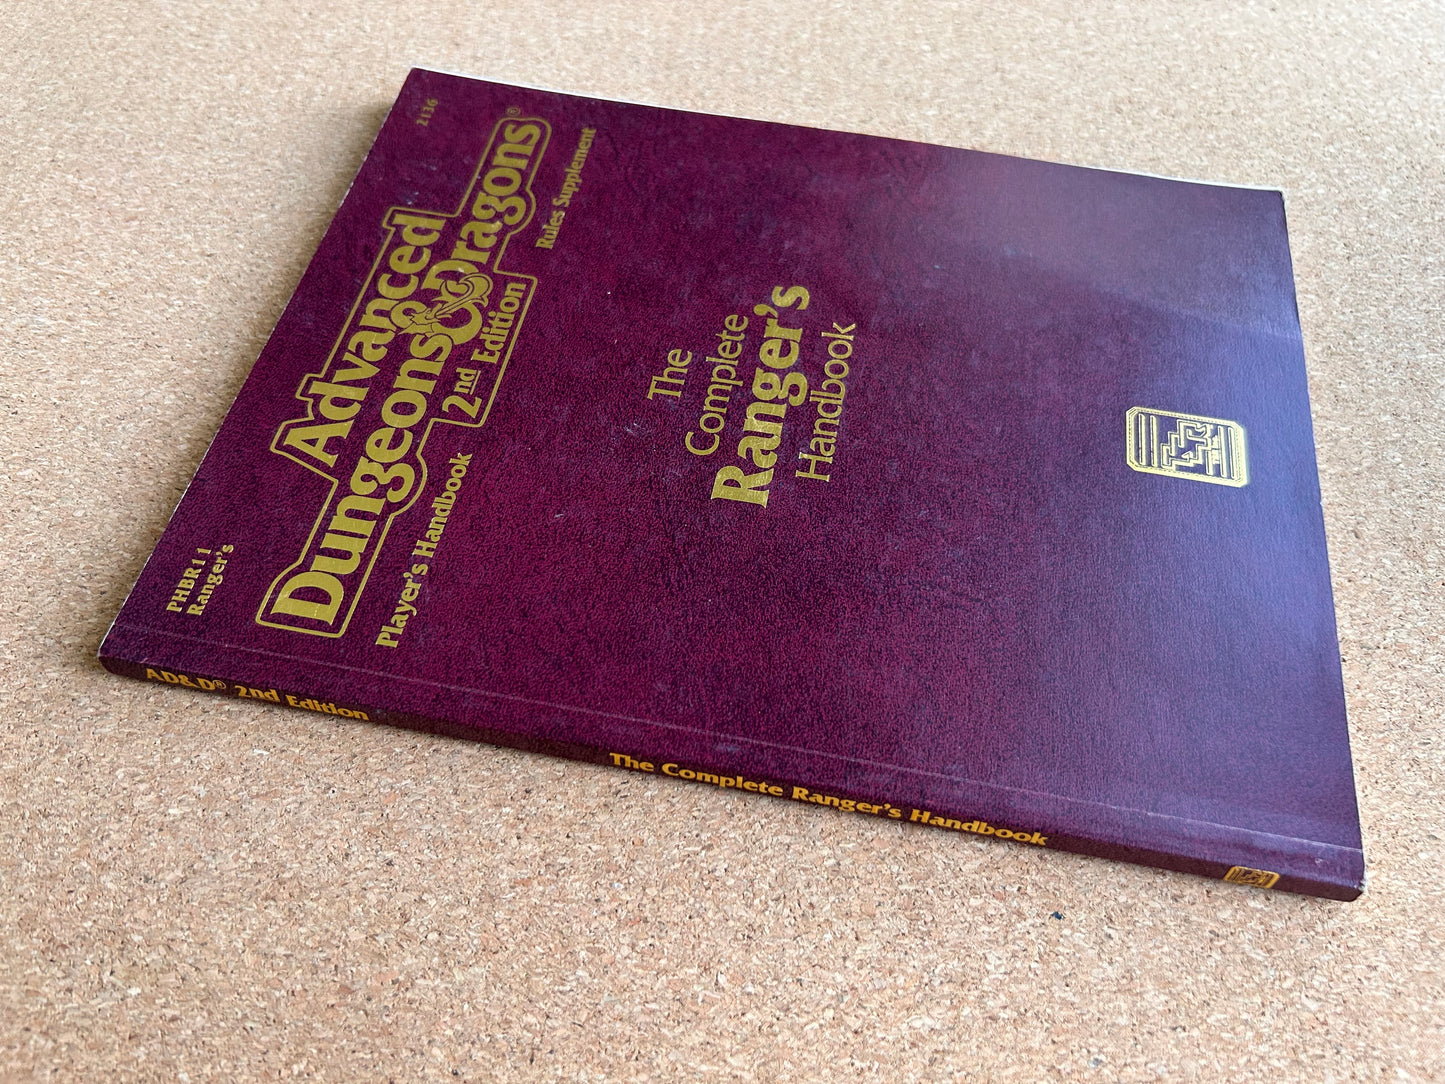 2136
PHBR11
Ranger's
Advanced
Dungeons & Dragons®
2nd Edition
Player's Handbook
Rules Supplement
The
Complete
Ranger's
Handbook
AD&D® 2nd Edition
The Complete Ranger's Handbook